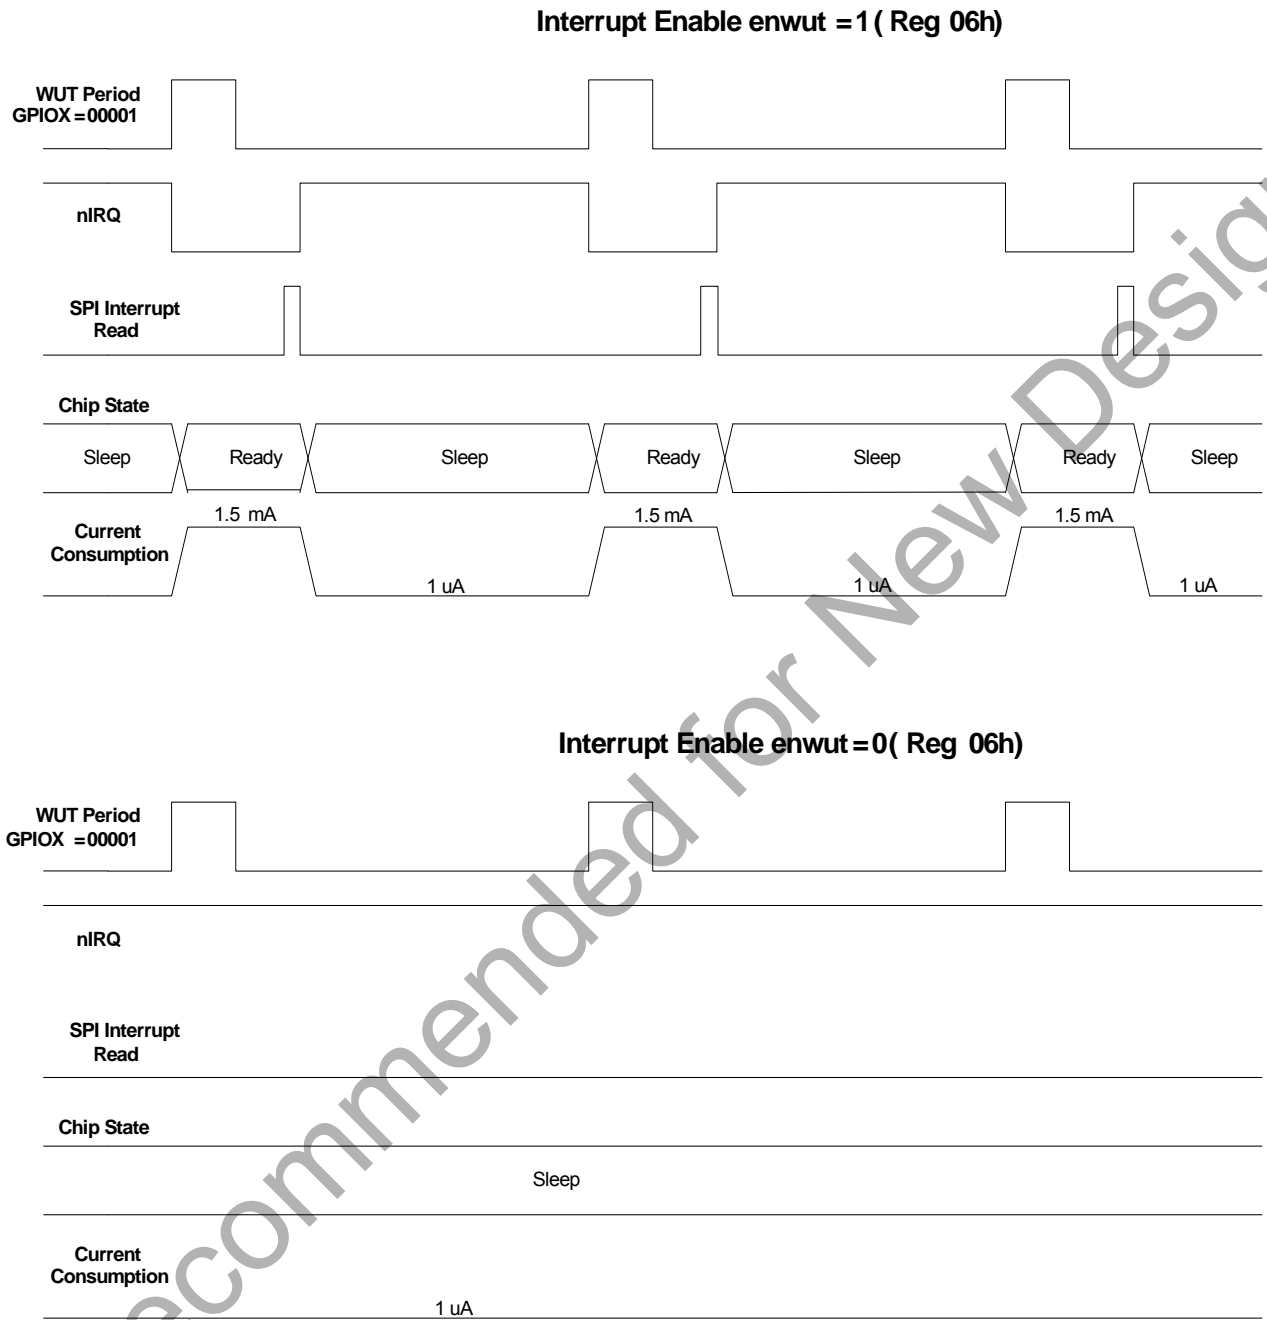 Interrupt Enable enwut =1 ( Reg 06h)
WUT Period
GPIOX =00001
nIRQ
SPI Interrupt
Read
Chip State
Sleep Ready Sleep Ready Sleep Ready Sleep
1.5 mA 1.5 mA 1.5 mA
Current
Consumption
1 uA 1 uA 1 uA
Interrupt Enable enwut =0 ( Reg 06h)
WUT Period
GPIOX =00001
nIRQ
SPI Interrupt
Read
Chip State
Sleep
Current
Consumption
1 uA
ecommended for New Desig